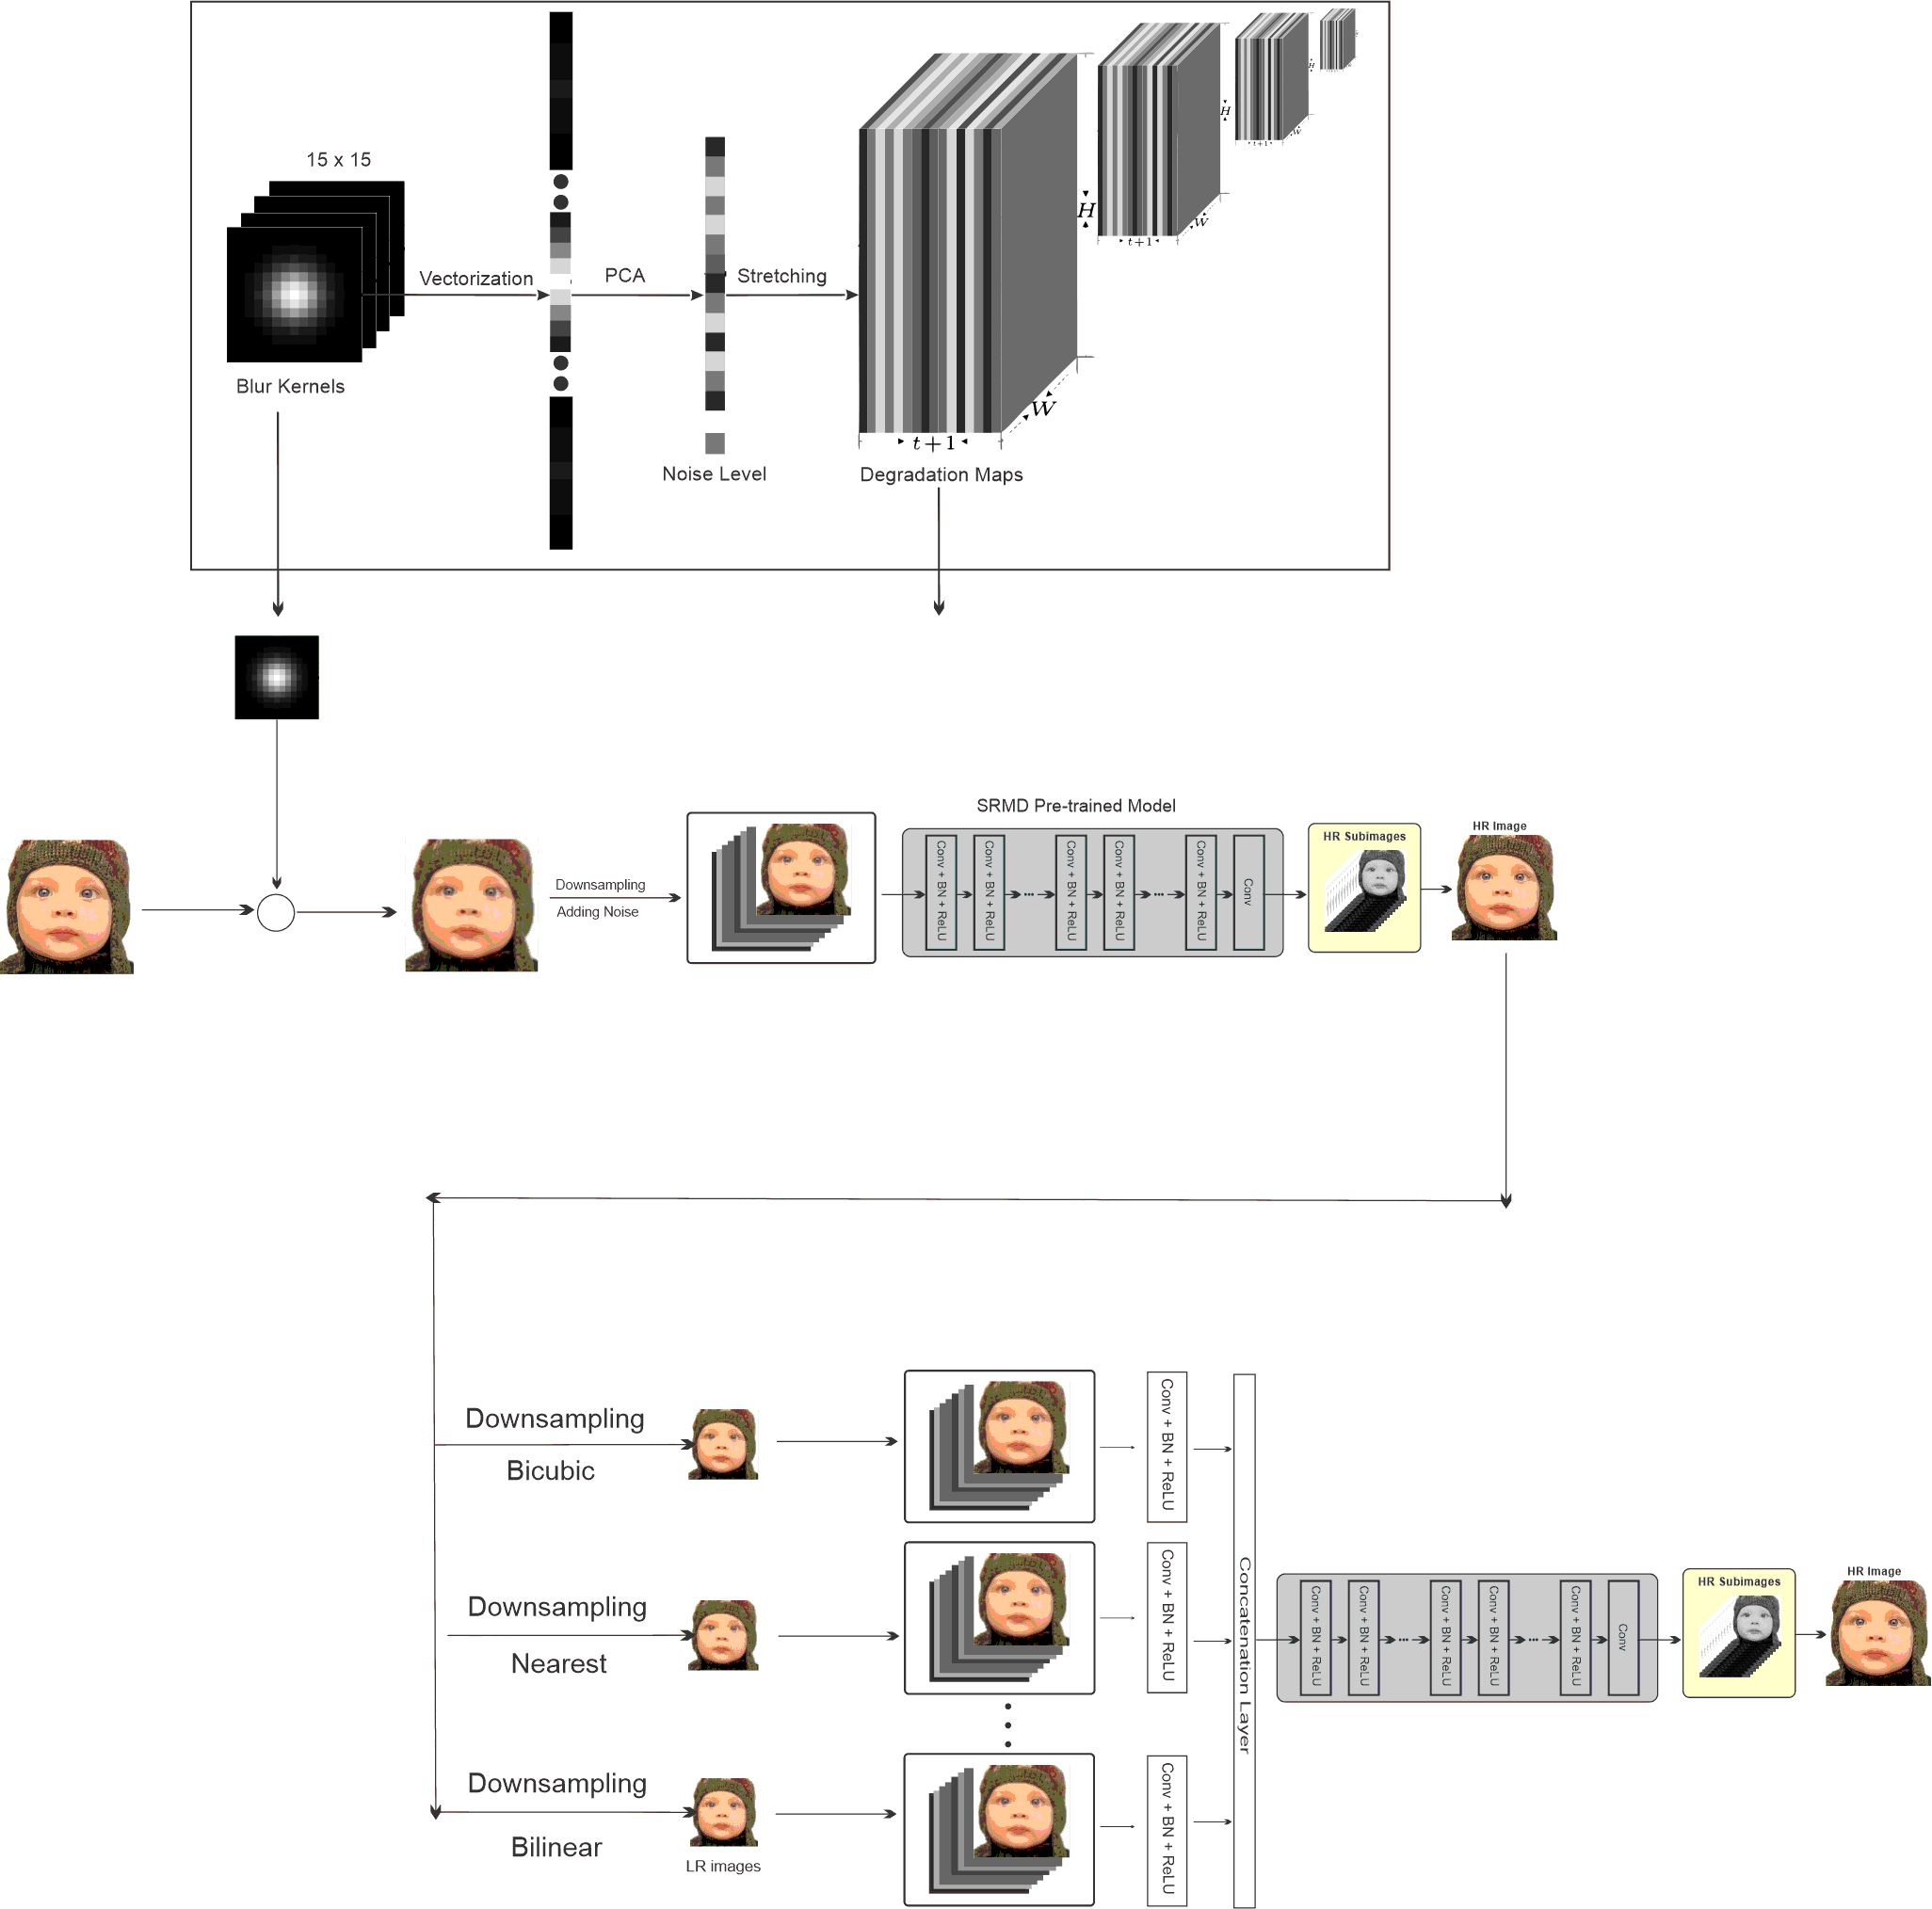 15 x 15
Vectorization
PCA
Stretching
Blur Kernels
Noise Level
Degradation Maps
t+1
W
H
t+1
W
H
t+1
W
H
SRMD Pre-trained Model
Downsampling
Adding Noise
Conv + BN + ReLU
Conv + BN + ReLU
...
Conv + BN + ReLU
Conv + BN + ReLU
...
Conv + BN + ReLU
Conv
HR Subimages
HR Image
Downsampling
Bicubic
Conv + BN + ReLU
Downsampling
Nearest
Conv + BN + ReLU
Downsampling
Bilinear
LR images
Conv + BN + ReLU
Concatenation Layer
Conv + BN + ReLU
Conv + BN + ReLU
...
Conv + BN + ReLU
Conv + BN + ReLU
...
Conv + BN + ReLU
Conv
HR Subimages
HR Image